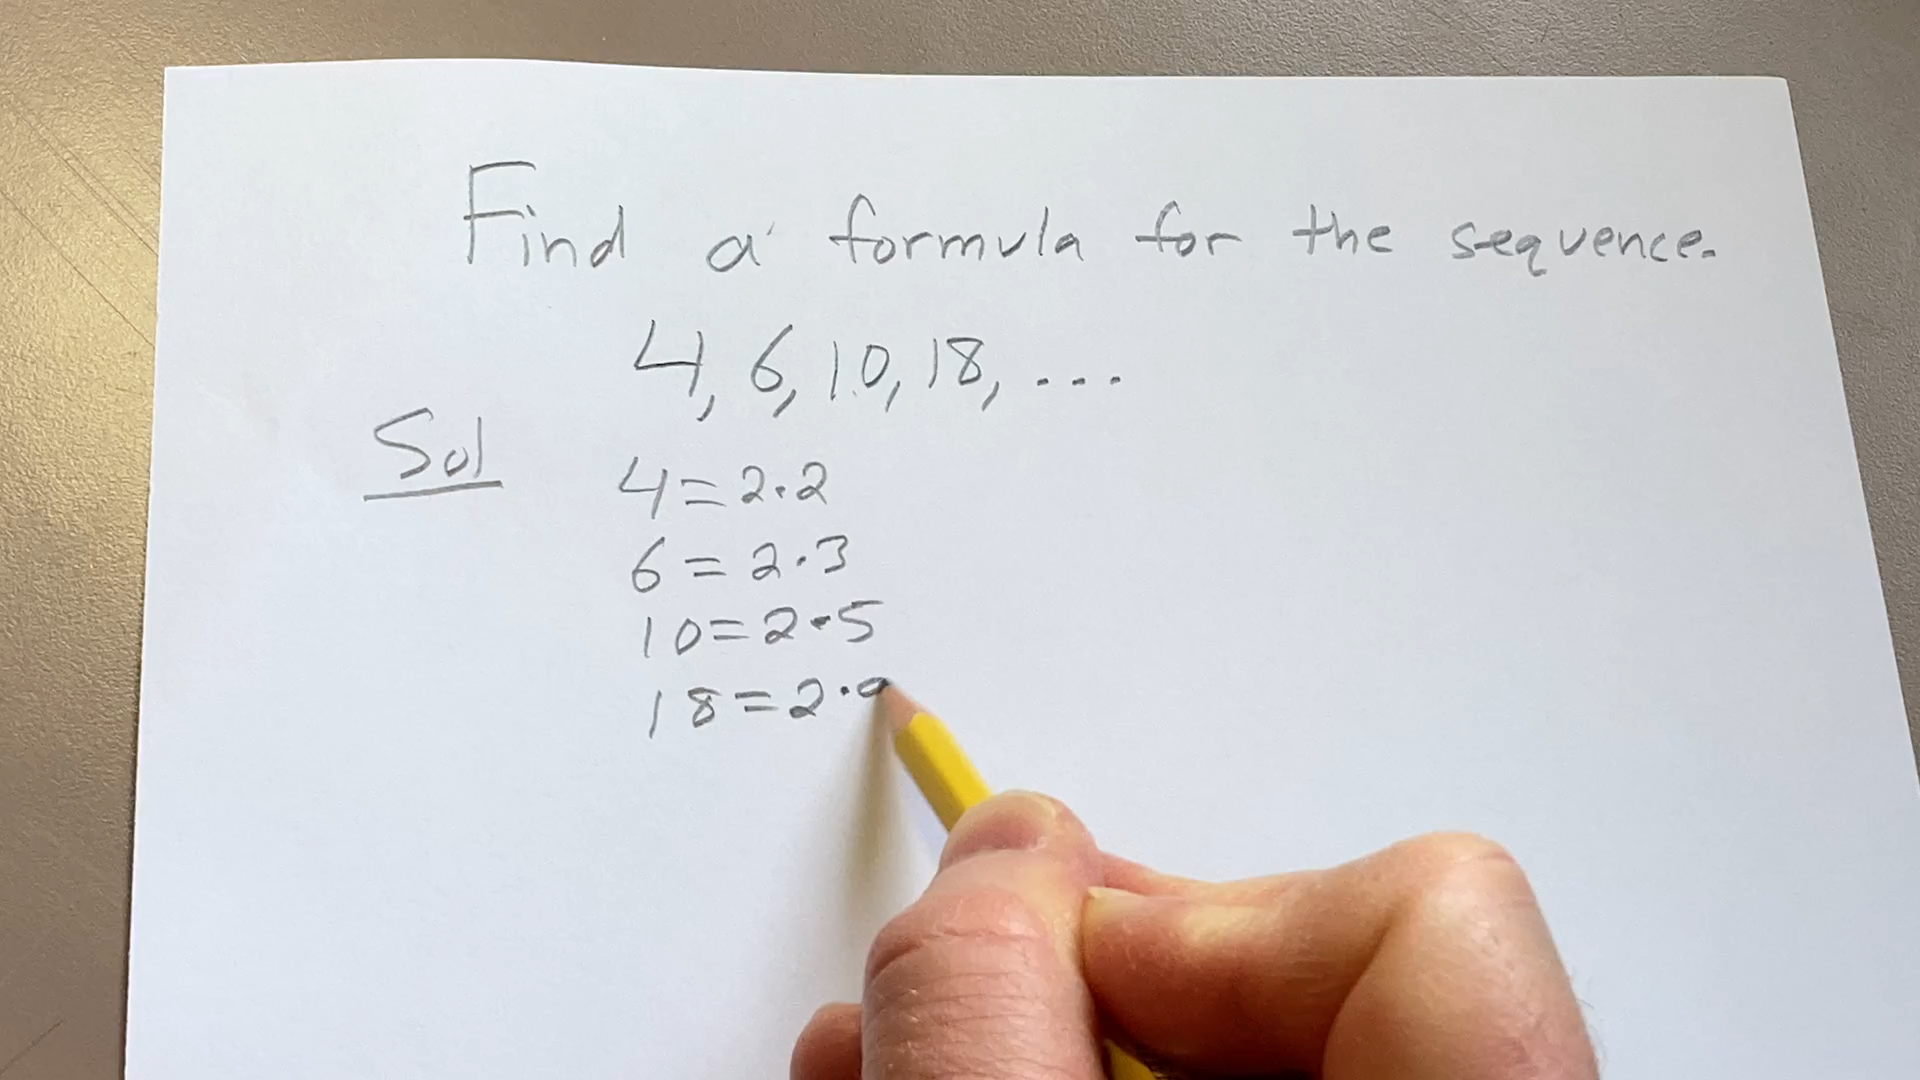 Find a formula for the sequence.
4, 6, 10, 18, ...
Sol
4=2·2
6=2·3
10=2·5
18=2·9